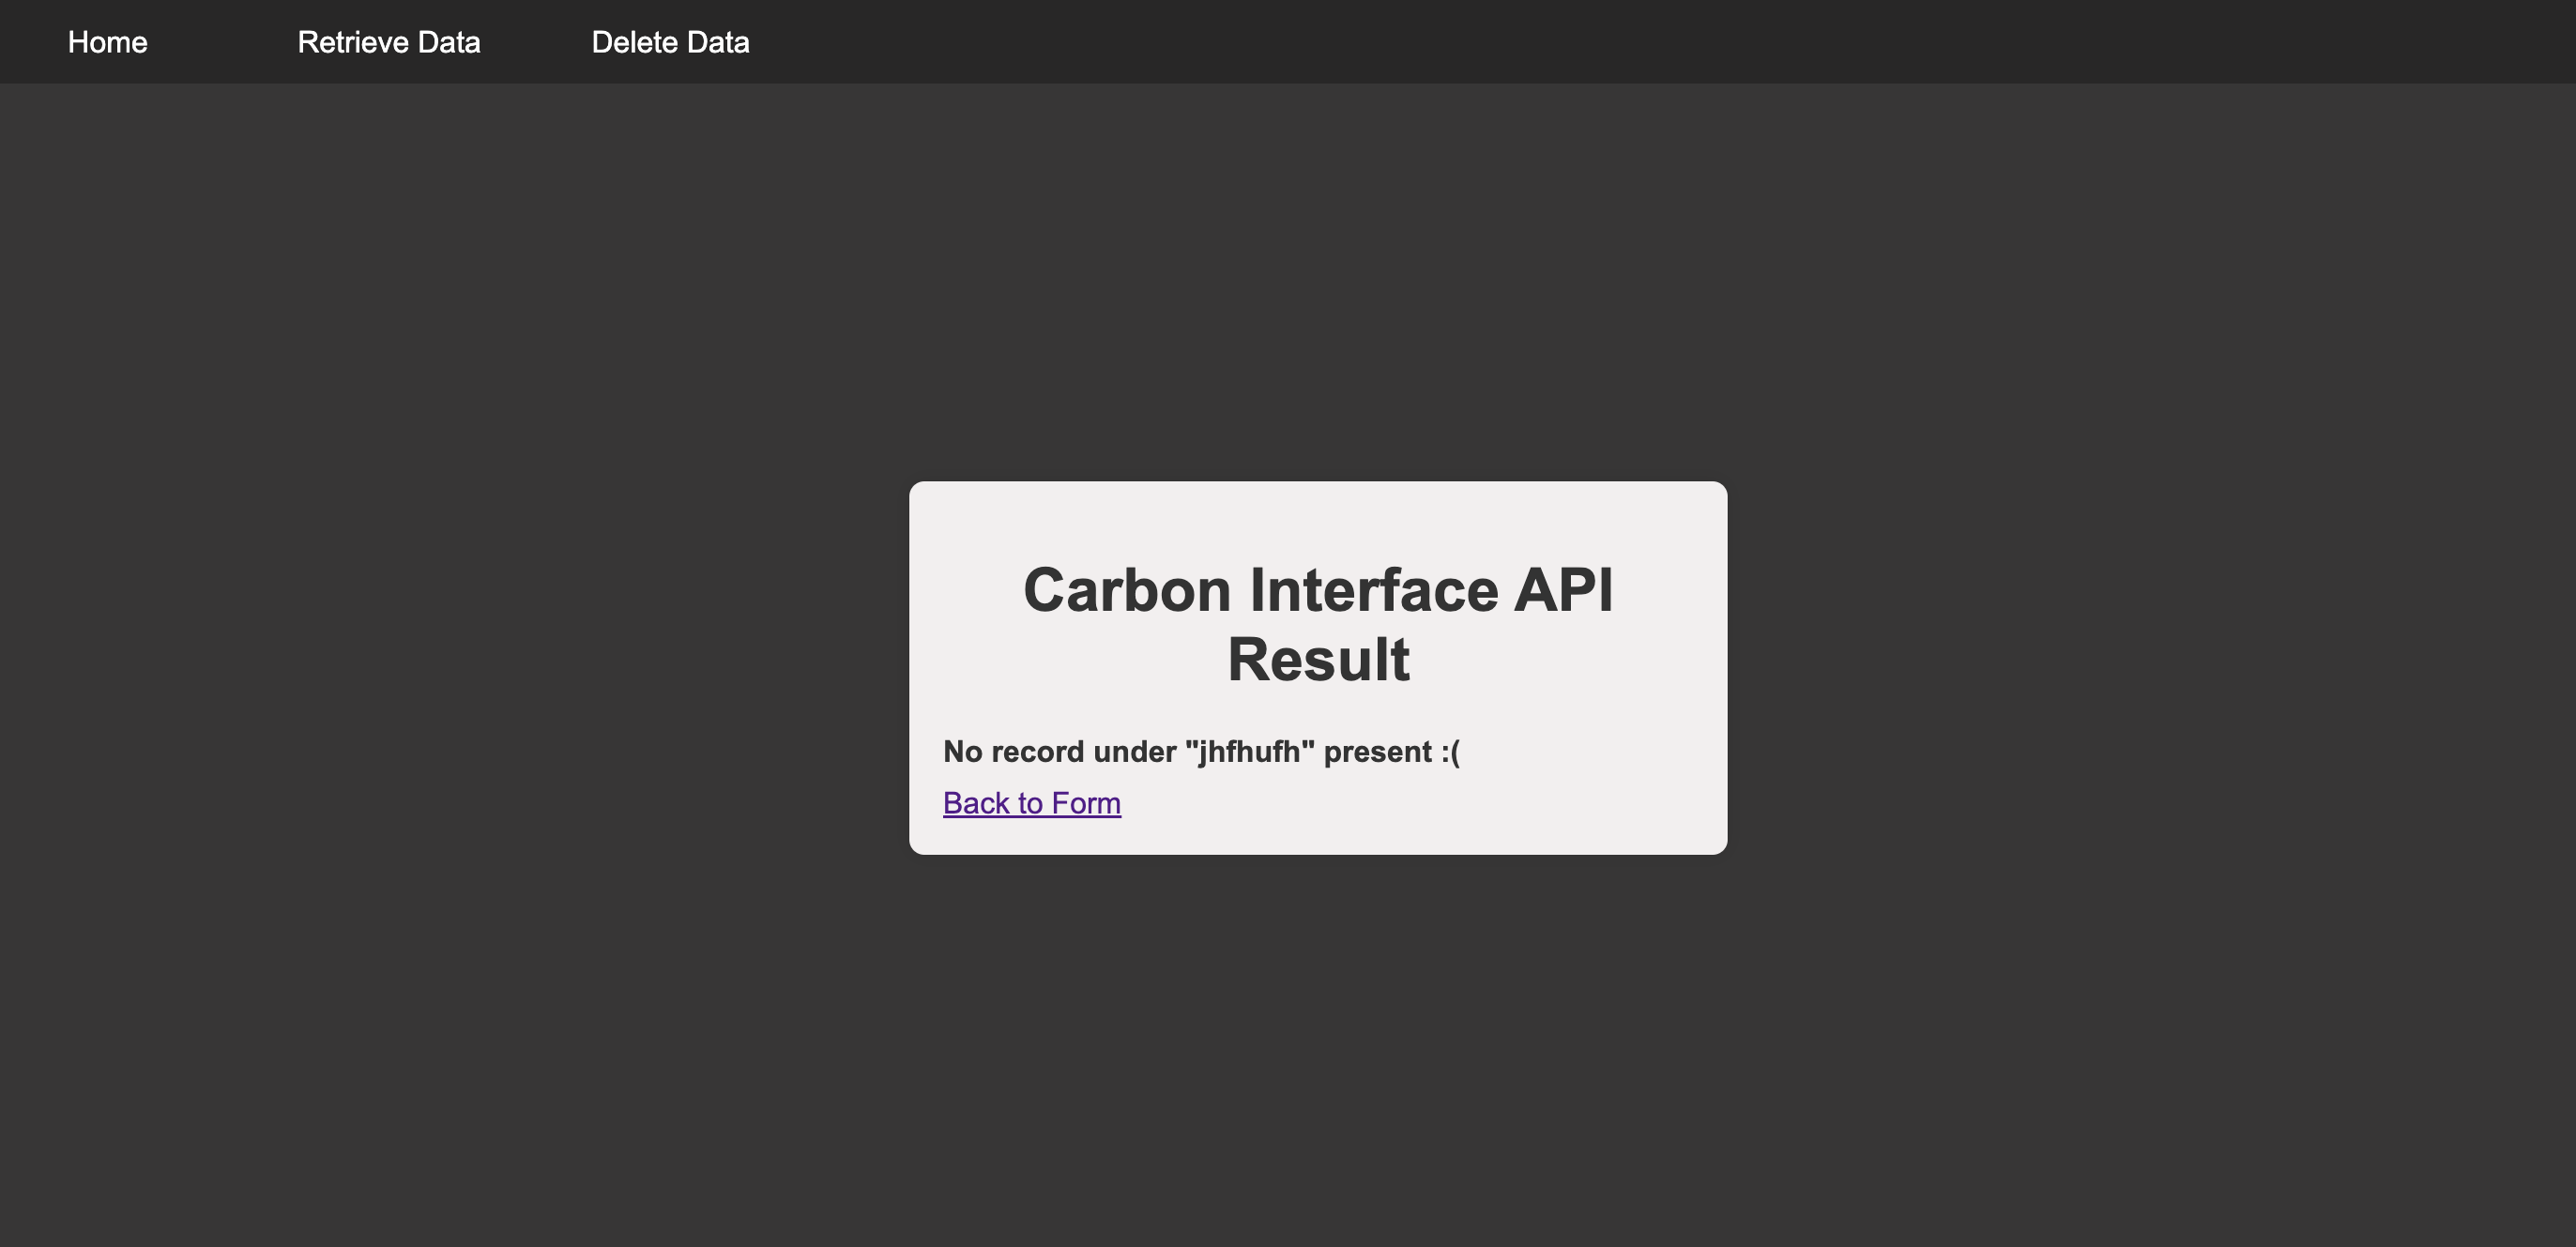 Home Retrieve Data Delete Data
Carbon Interface API
Result
No record under "jhfhufh" present :(
Back to Form